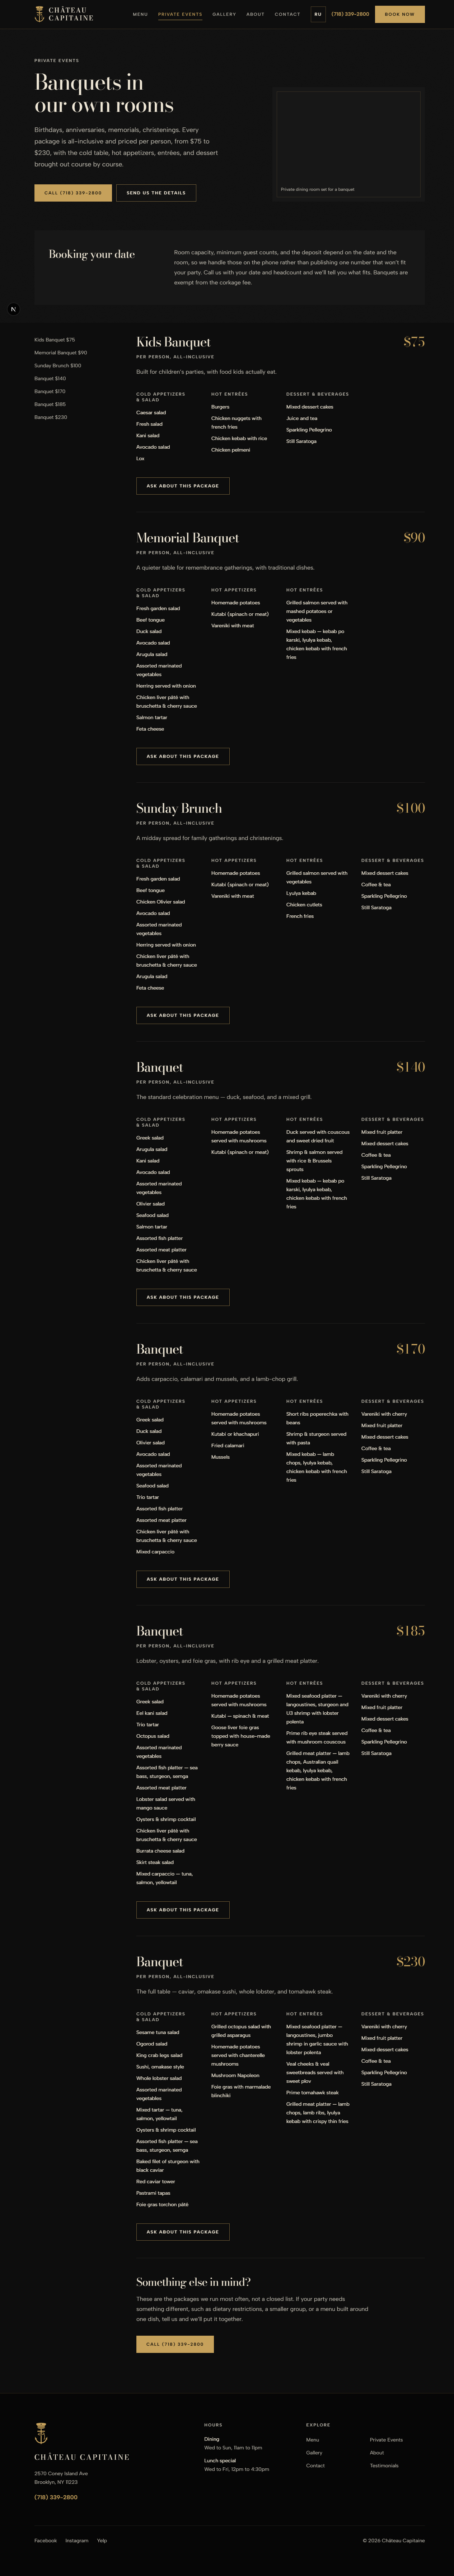 CHÂTEAU
CAPITAINE
MENU
PRIVATE EVENTS
GALLERY
ABOUT
CONTACT
RU
(718) 339-2800
BOOK NOW
PRIVATE EVENTS
Banquets in
our own rooms
Birthdays, anniversaries, memorials, christenings. Every
package is all-inclusive and priced per person, from $75 to
$230, with the cold table, hot appetizers, entrées, and dessert
brought out course by course.
CALL (718) 339-2800
SEND US THE DETAILS
Private dining room set for a banquet
Booking your date
Room capacity, minimum guest counts, and the deposit depend on the date and the
room, so we handle those on the phone rather than publishing one number that won't fit
your party. Call us with your date and headcount and we'll tell you what fits. Banquets are
exempt from the corkage fee.
N
Kids Banquet $75
Memorial Banquet $90
Sunday Brunch $100
Banquet $140
Banquet $170
Banquet $185
Banquet $230
Kids Banquet
$75
PER PERSON, ALL-INCLUSIVE
Built for children's parties, with food kids actually eat.
COLD APPETIZERS
& SALAD
Caesar salad
Fresh salad
Kani salad
Avocado salad
Lox
HOT ENTRÉES
Burgers
Chicken nuggets with
french fries
Chicken kebab with rice
Chicken pelmeni
DESSERT & BEVERAGES
Mixed dessert cakes
Juice and tea
Sparkling Pellegrino
Still Saratoga
ASK ABOUT THIS PACKAGE
Memorial Banquet
$90
PER PERSON, ALL-INCLUSIVE
A quieter table for remembrance gatherings, with traditional dishes.
COLD APPETIZERS
& SALAD
Fresh garden salad
Beef tongue
Duck salad
Avocado salad
Arugula salad
Assorted marinated
vegetables
Herring served with onion
Chicken liver pâté with
bruschetta & cherry sauce
Salmon tartar
Feta cheese
HOT APPETIZERS
Homemade potatoes
Kutabi (spinach or meat)
Vareniki with meat
HOT ENTRÉES
Grilled salmon served with
mashed potatoes or
vegetables
Mixed kebab — kebab po
karski, lyulya kebab,
chicken kebab with french
fries
ASK ABOUT THIS PACKAGE
Sunday Brunch
$100
PER PERSON, ALL-INCLUSIVE
A midday spread for family gatherings and christenings.
COLD APPETIZERS
& SALAD
Fresh garden salad
Beef tongue
Chicken Olivier salad
Avocado salad
Assorted marinated
vegetables
Herring served with onion
Chicken liver pâté with
bruschetta & cherry sauce
Arugula salad
Feta cheese
HOT APPETIZERS
Homemade potatoes
Kutabi (spinach or meat)
Vareniki with meat
HOT ENTRÉES
Grilled salmon served with
vegetables
Lyulya kebab
Chicken cutlets
French fries
DESSERT & BEVERAGES
Mixed dessert cakes
Coffee & tea
Sparkling Pellegrino
Still Saratoga
ASK ABOUT THIS PACKAGE
Banquet
$140
PER PERSON, ALL-INCLUSIVE
The standard celebration menu — duck, seafood, and a mixed grill.
COLD APPETIZERS
& SALAD
Greek salad
Arugula salad
Kani salad
Avocado salad
Assorted marinated
vegetables
Olivier salad
Seafood salad
Salmon tartar
Assorted fish platter
Assorted meat platter
Chicken liver pâté with
bruschetta & cherry sauce
HOT APPETIZERS
Homemade potatoes
served with mushrooms
Kutabi (spinach or meat)
HOT ENTRÉES
Duck served with couscous
and sweet dried fruit
Shrimp & salmon served
with rice & Brussels
sprouts
Mixed kebab — kebab po
karski, lyulya kebab,
chicken kebab with french
fries
DESSERT & BEVERAGES
Mixed fruit platter
Mixed dessert cakes
Coffee & tea
Sparkling Pellegrino
Still Saratoga
ASK ABOUT THIS PACKAGE
Banquet
$170
PER PERSON, ALL-INCLUSIVE
Adds carpaccio, calamari and mussels, and a lamb-chop grill.
COLD APPETIZERS
& SALAD
Greek salad
Duck salad
Olivier salad
Avocado salad
Assorted marinated
vegetables
Seafood salad
Trio tartar
Assorted fish platter
Assorted meat platter
Chicken liver pâté with
bruschetta & cherry sauce
Mixed carpaccio
HOT APPETIZERS
Homemade potatoes
served with mushrooms
Kutabi or khachapuri
Fried calamari
Mussels
HOT ENTRÉES
Short ribs poperechka with
beans
Shrimp & sturgeon served
with pasta
Mixed kebab — lamb
chops, lyulya kebab,
chicken kebab with french
fries
DESSERT & BEVERAGES
Vareniki with cherry
Mixed fruit platter
Mixed dessert cakes
Coffee & tea
Sparkling Pellegrino
Still Saratoga
ASK ABOUT THIS PACKAGE
Banquet
$185
PER PERSON, ALL-INCLUSIVE
Lobster, oysters, and foie gras, with rib eye and a grilled meat platter.
COLD APPETIZERS
& SALAD
Greek salad
Eel kani salad
Trio tartar
Octopus salad
Assorted marinated
vegetables
Assorted fish platter — sea
bass, sturgeon, semga
Assorted meat platter
Lobster salad served with
mango sauce
Oysters & shrimp cocktail
Chicken liver pâté with
bruschetta & cherry sauce
Burrata cheese salad
Skirt steak salad
Mixed carpaccio — tuna,
salmon, yellowtail
HOT APPETIZERS
Homemade potatoes
served with mushrooms
Kutabi — spinach & meat
Goose liver foie gras
topped with house-made
berry sauce
HOT ENTRÉES
Mixed seafood platter —
langoustines, sturgeon and
U3 shrimp with lobster
polenta
Prime rib eye steak served
with mushroom couscous
Grilled meat platter — lamb
chops, Australian quail
kebab, lyulya kebab,
chicken kebab with french
fries
DESSERT & BEVERAGES
Vareniki with cherry
Mixed fruit platter
Mixed dessert cakes
Coffee & tea
Sparkling Pellegrino
Still Saratoga
ASK ABOUT THIS PACKAGE
Banquet
$230
PER PERSON, ALL-INCLUSIVE
The full table — caviar, omakase sushi, whole lobster, and tomahawk steak.
COLD APPETIZERS
& SALAD
Sesame tuna salad
Ogorod salad
King crab legs salad
Sushi, omakase style
Whole lobster salad
Assorted marinated
vegetables
Mixed tartar — tuna,
salmon, yellowtail
Oysters & shrimp cocktail
Assorted fish platter — sea
bass, sturgeon, semga
Baked filet of sturgeon with
black caviar
Red caviar tower
Pastrami tapas
Foie gras torchon pâté
HOT APPETIZERS
Grilled octopus salad with
grilled asparagus
Homemade potatoes
served with chanterelle
mushrooms
Mushroom Napoleon
Foie gras with marmalade
blinchiki
HOT ENTRÉES
Mixed seafood platter —
langoustines, jumbo
shrimp in garlic sauce with
lobster polenta
Veal cheeks & veal
sweetbreads served with
sweet plov
Prime tomahawk steak
Grilled meat platter — lamb
chops, lamb ribs, lyulya
kebab with crispy thin fries
DESSERT & BEVERAGES
Vareniki with cherry
Mixed fruit platter
Mixed dessert cakes
Coffee & tea
Sparkling Pellegrino
Still Saratoga
ASK ABOUT THIS PACKAGE
Something else in mind?
These are the packages we run most often, not a closed list. If your party needs
something different, such as dietary restrictions, a smaller group, or a menu built around
one dish, tell us and we'll put it together.
CALL (718) 339-2800
CHÂTEAU CAPITAINE
2570 Coney Island Ave
Brooklyn, NY 11223
(718) 339-2800
HOURS
Dining
Wed to Sun, 11am to 11pm
Lunch special
Wed to Fri, 12pm to 4:30pm
EXPLORE
Menu
Private Events
Gallery
About
Contact
Testimonials
Facebook
Instagram
Yelp
© 2026 Château Capitaine